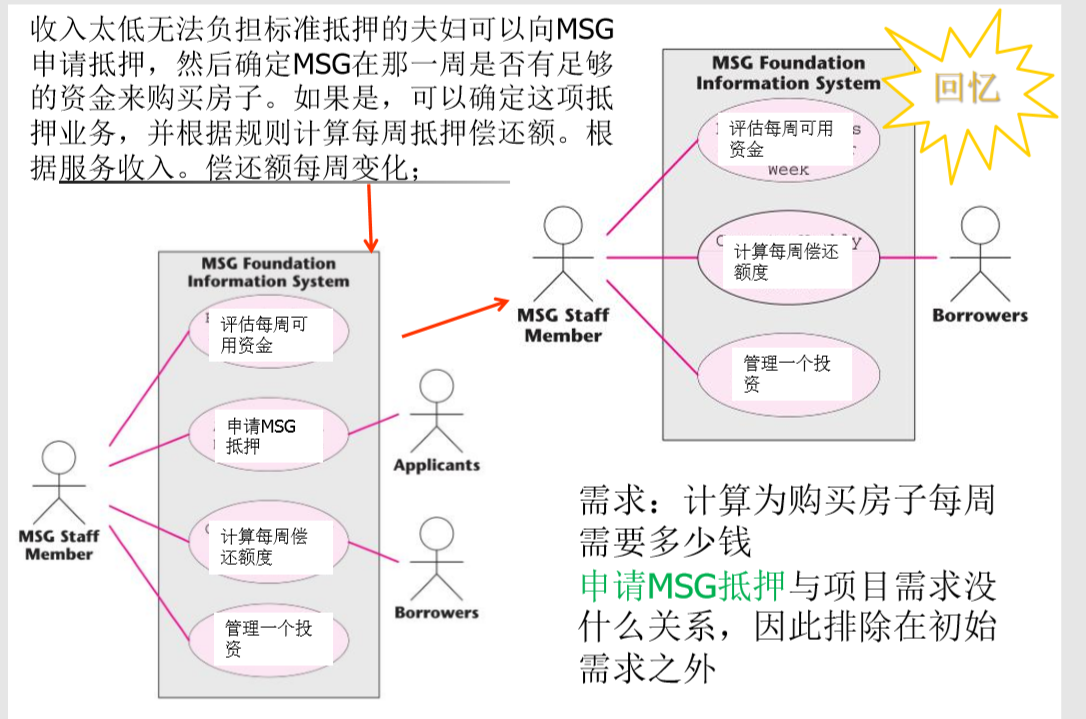 收入太低无法负担标准抵押的夫妇可以向MSG
申请抵押，然后确定MSG在那一周是否有足够
的资金来购买房子。如果是，可以确定这项抵
押业务，并根据规则计算每周抵押偿还额。根
据服务收入。偿还额每周变化；
MSG Foundation
Information System
评估每周可用
资金
Week
计算每周偿还
额度
管理一个投
资
MSG Staff
Member
Borrowers
回忆
MSG Foundation
Information System
评估每周可
用资金
申请MSG
抵押
计算每周偿
还额度
管理一个投
资
MSG Staff
Member
Applicants
Borrowers
需求：计算为购买房子每周
需要多少钱
申请MSG抵押与项目需求没
什么关系，因此排除在初始
需求之外